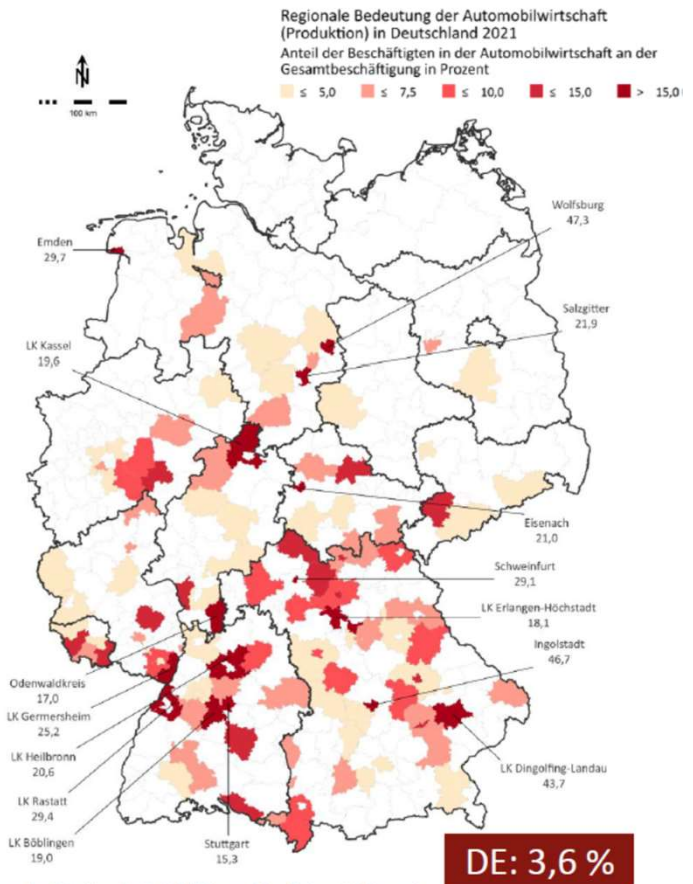 Regionale Bedeutung der Automobilwirtschaft
(Produktion) in Deutschland 2021
Anteil der Beschäftigten in der Automobilwirtschaft an der
Gesamtbeschäftigung in Prozent
≤ 5,0 ≤ 7,5 ≤ 10,0 ≤ 15,0 > 15,0
N
100 km
Wolfsburg
47,3
Emden
29,7
Salzgitter
21,9
LK Kassel
19,6
Eisenach
21,0
Schweinfurt
29,1
LK Erlangen-Höchstadt
18,1
Ingolstadt
46,7
Odenwaldkreis
17,0
LK Germersheim
25,2
LK Heilbronn
20,6
LK Dingolfing-Landau
43,7
LK Rastatt
29,4
LK Böblingen
19,0
Stuttgart
15,3
DE: 3,6 %